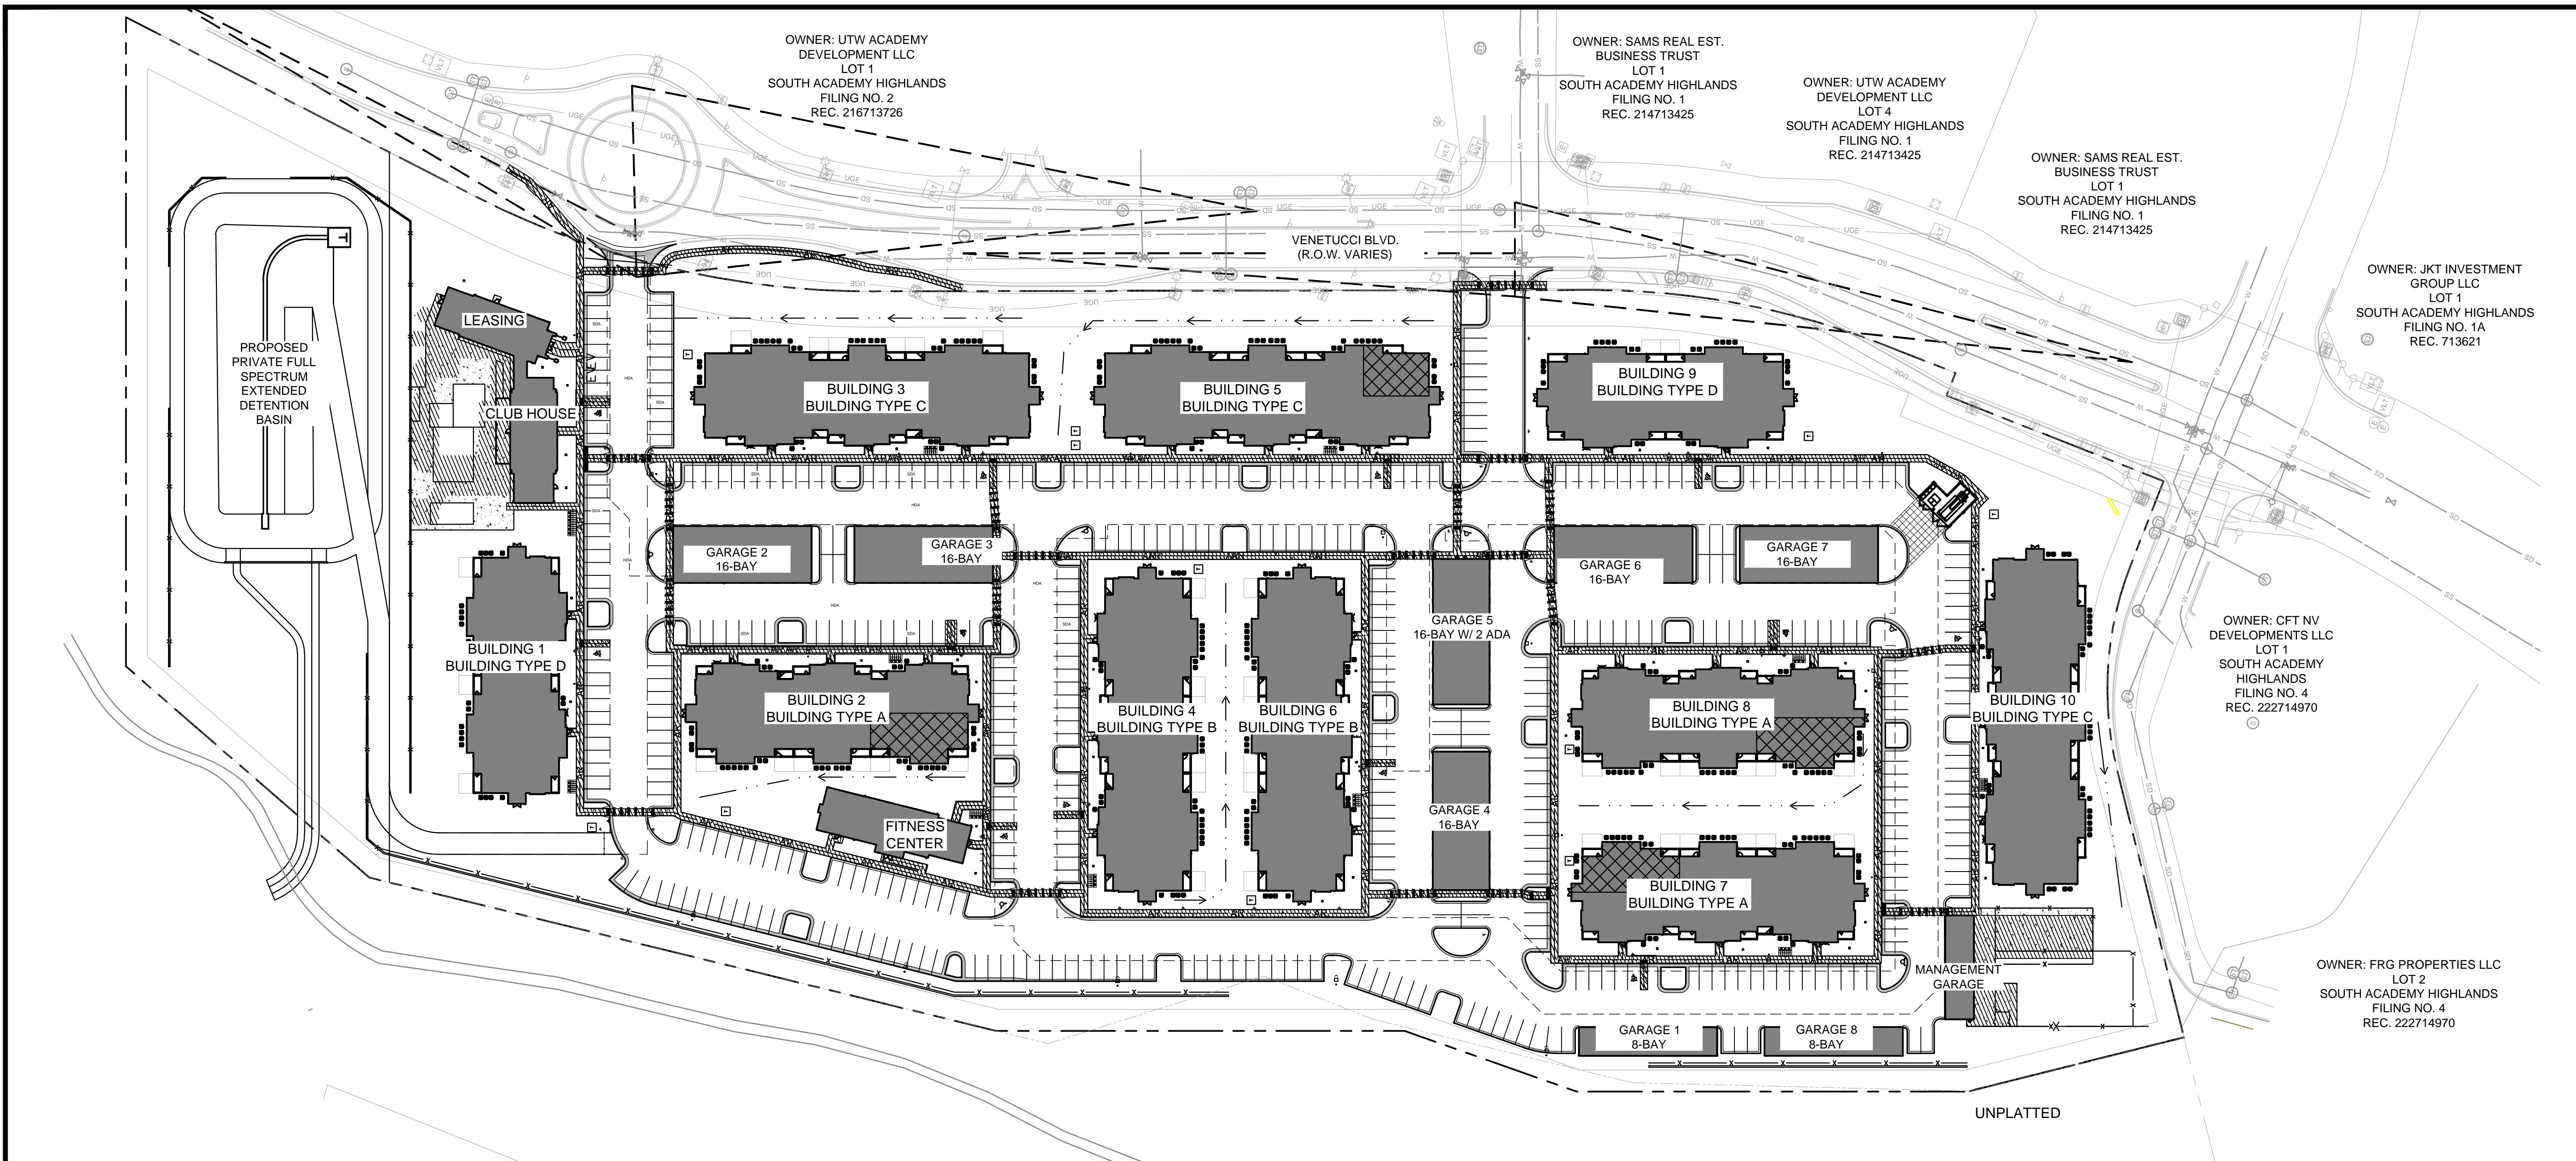 OWNER: UTW ACADEMY
DEVELOPMENT LLC
LOT 1
SOUTH ACADEMY HIGHLANDS
FILING NO. 2
REC. 216713726
OWNER: SAMS REAL EST.
BUSINESS TRUST
LOT 1
SOUTH ACADEMY HIGHLANDS
FILING NO. 1
REC. 214713425
OWNER: UTW ACADEMY
DEVELOPMENT LLC
LOT 4
SOUTH ACADEMY HIGHLANDS
FILING NO. 1
REC. 214713425
OWNER: SAMS REAL EST.
BUSINESS TRUST
LOT 1
SOUTH ACADEMY HIGHLANDS
FILING NO. 1
REC. 214713425
OWNER: JKT INVESTMENT
GROUP LLC
LOT 1
SOUTH ACADEMY HIGHLANDS
FILING NO. 1A
REC. 713621
VENETUCCI BLVD.
(R.O.W. VARIES)
PROPOSED
PRIVATE FULL
SPECTRUM
EXTENDED
DETENTION
BASIN
LEASING
CLUB HOUSE
BUILDING 3
BUILDING TYPE C
BUILDING 5
BUILDING TYPE C
BUILDING 9
BUILDING TYPE D
GARAGE 2
16-BAY
GARAGE 3
16-BAY
GARAGE 6
16-BAY
GARAGE 7
16-BAY
GARAGE 5
16-BAY W/ 2 ADA
BUILDING 1
BUILDING TYPE D
BUILDING 2
BUILDING TYPE A
BUILDING 4
BUILDING TYPE B
BUILDING 6
BUILDING TYPE B
BUILDING 8
BUILDING TYPE A
BUILDING 10
BUILDING TYPE C
OWNER: CFT NV
DEVELOPMENTS LLC
LOT 1
SOUTH ACADEMY
HIGHLANDS
FILING NO. 4
REC. 222714970
FITNESS
CENTER
GARAGE 4
16-BAY
BUILDING 7
BUILDING TYPE A
MANAGEMENT
GARAGE
GARAGE 1
8-BAY
GARAGE 8
8-BAY
OWNER: FRG PROPERTIES LLC
LOT 2
SOUTH ACADEMY HIGHLANDS
FILING NO. 4
REC. 222714970
UNPLATTED